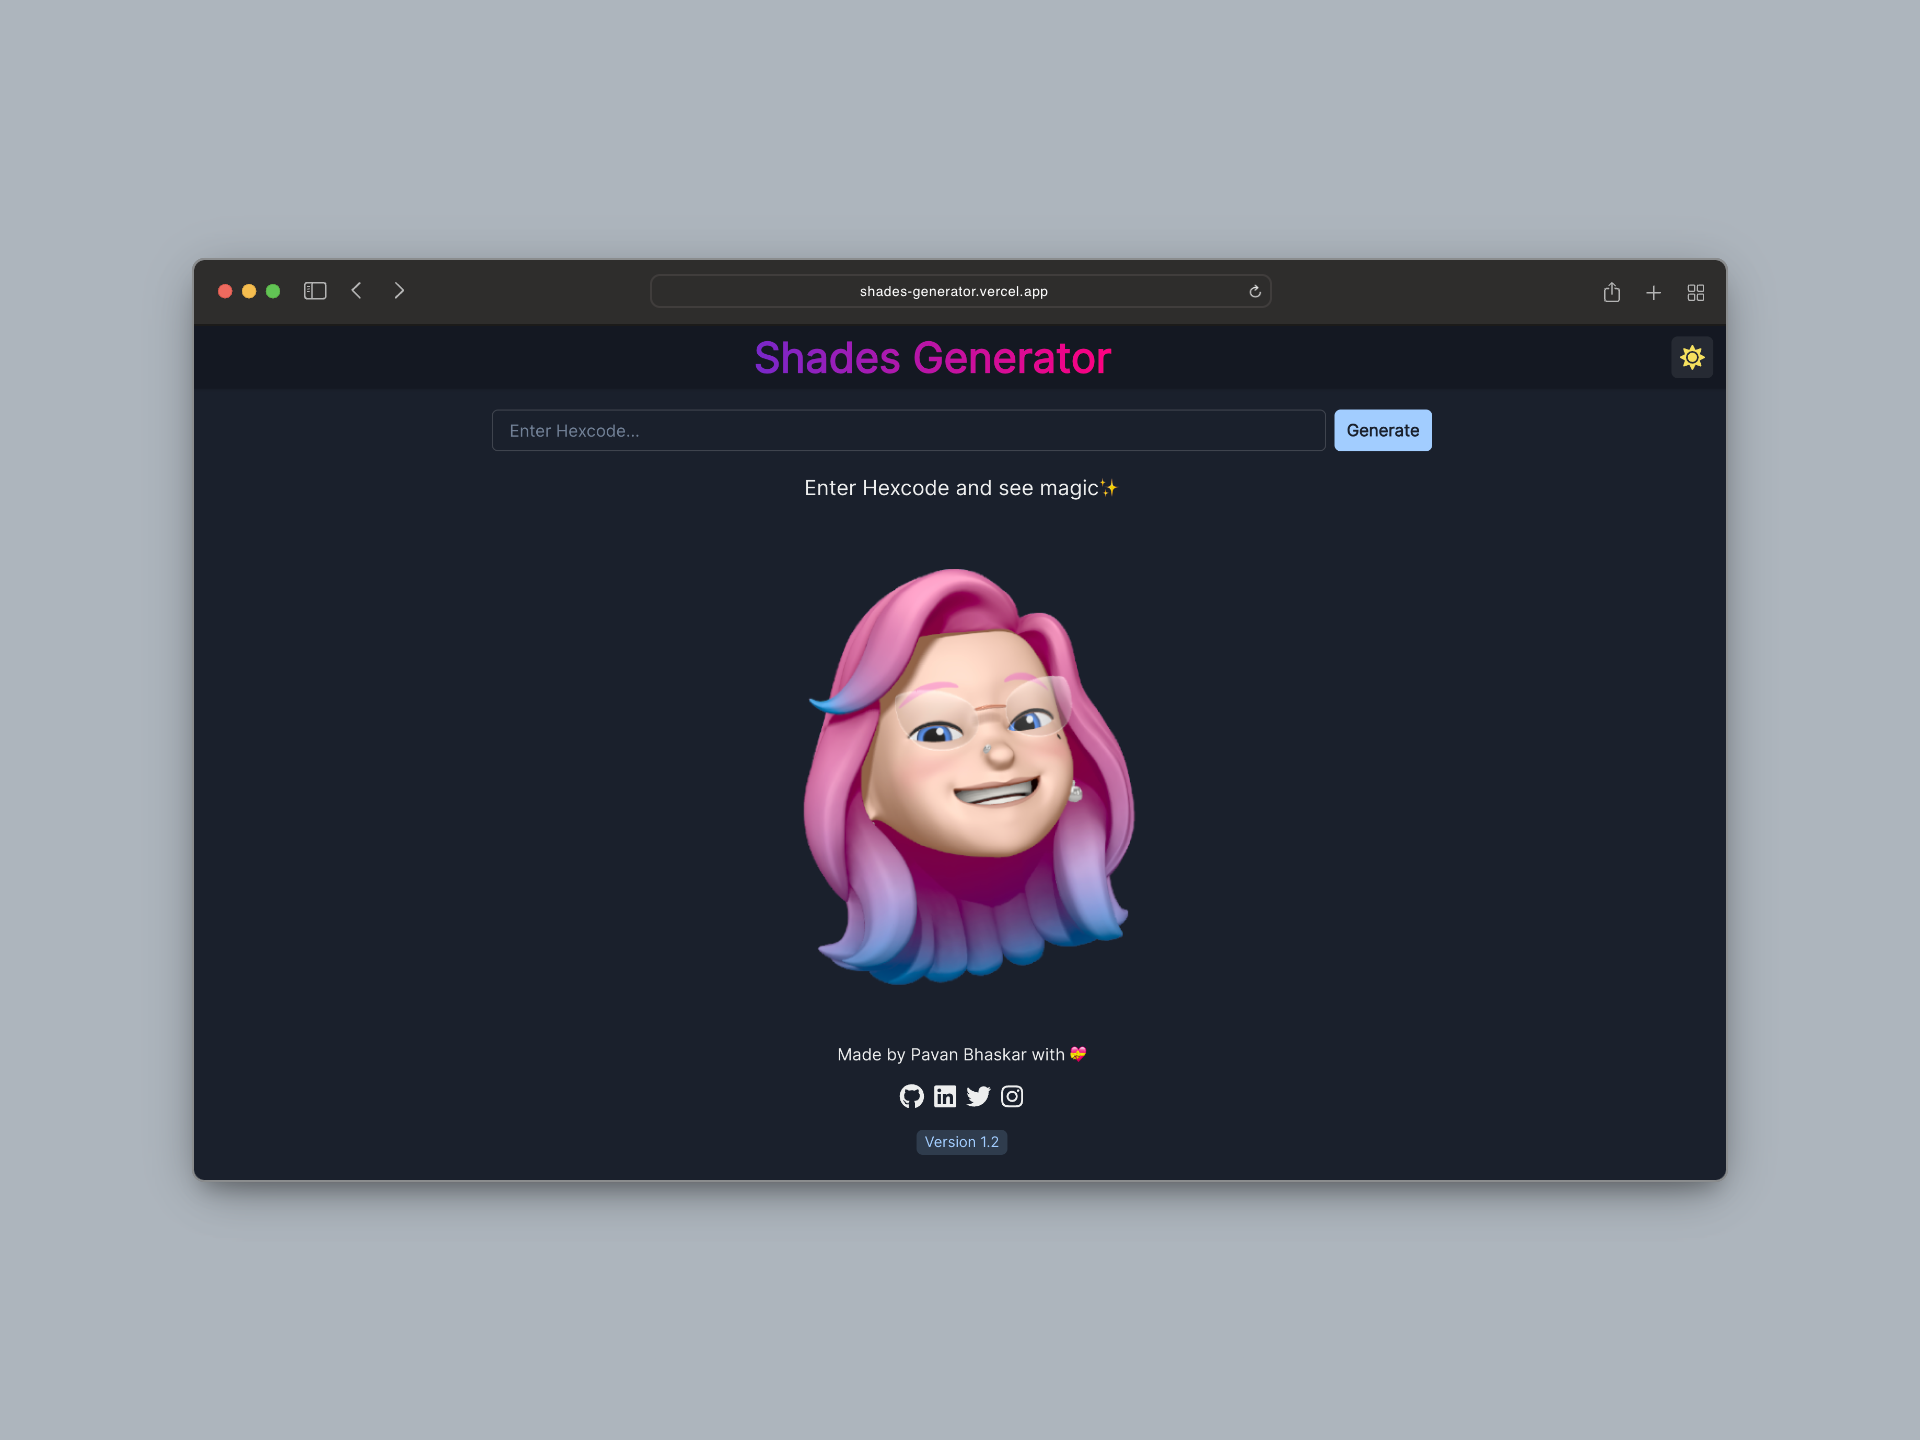 shades-generator.vercel.app
Shades Generator
Enter Hexcode...
Generate
Enter Hexcode and see magic✨
Made by Pavan Bhaskar with 💝
Version 1.2